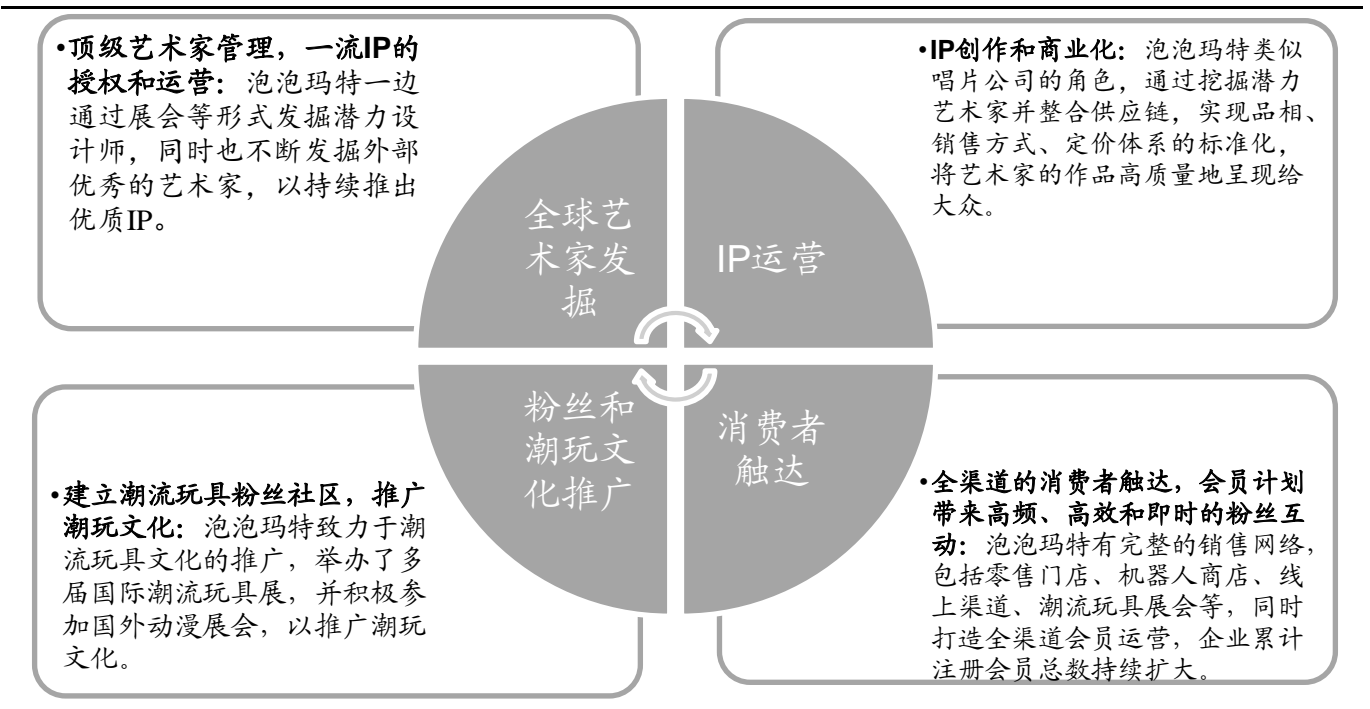 •顶级艺术家管理，一流IP的
授权和运营：泡泡玛特一边
通过展会等形式发掘潜力设
计师，同时也不断发掘外部
优秀的艺术家，以持续推出
优质IP。
•IP创作和商业化：泡泡玛特类似
唱片公司的角色，通过挖掘潜力
艺术家并整合供应链，实现品相、
销售方式、定价体系的标准化，
将艺术家的作品高质量地呈现给
大众。
全球艺
术家发
掘
IP运营
粉丝和
潮玩文
化推广
消费者
触达
•建立潮流玩具粉丝社区，推广
潮玩文化：泡泡玛特致力于潮
流玩具文化的推广，举办了多
届国际潮流玩具展，并积极参
加国外动漫展会，以推广潮玩
文化。
•全渠道的消费者触达，会员计划
带来高频、高效和即时的粉丝互
动：泡泡玛特有完整的销售网络，
包括零售门店、机器人商店、线
上渠道、潮流玩具展会等，同时
打造全渠道会员运营，企业累计
注册会员总数持续扩大。